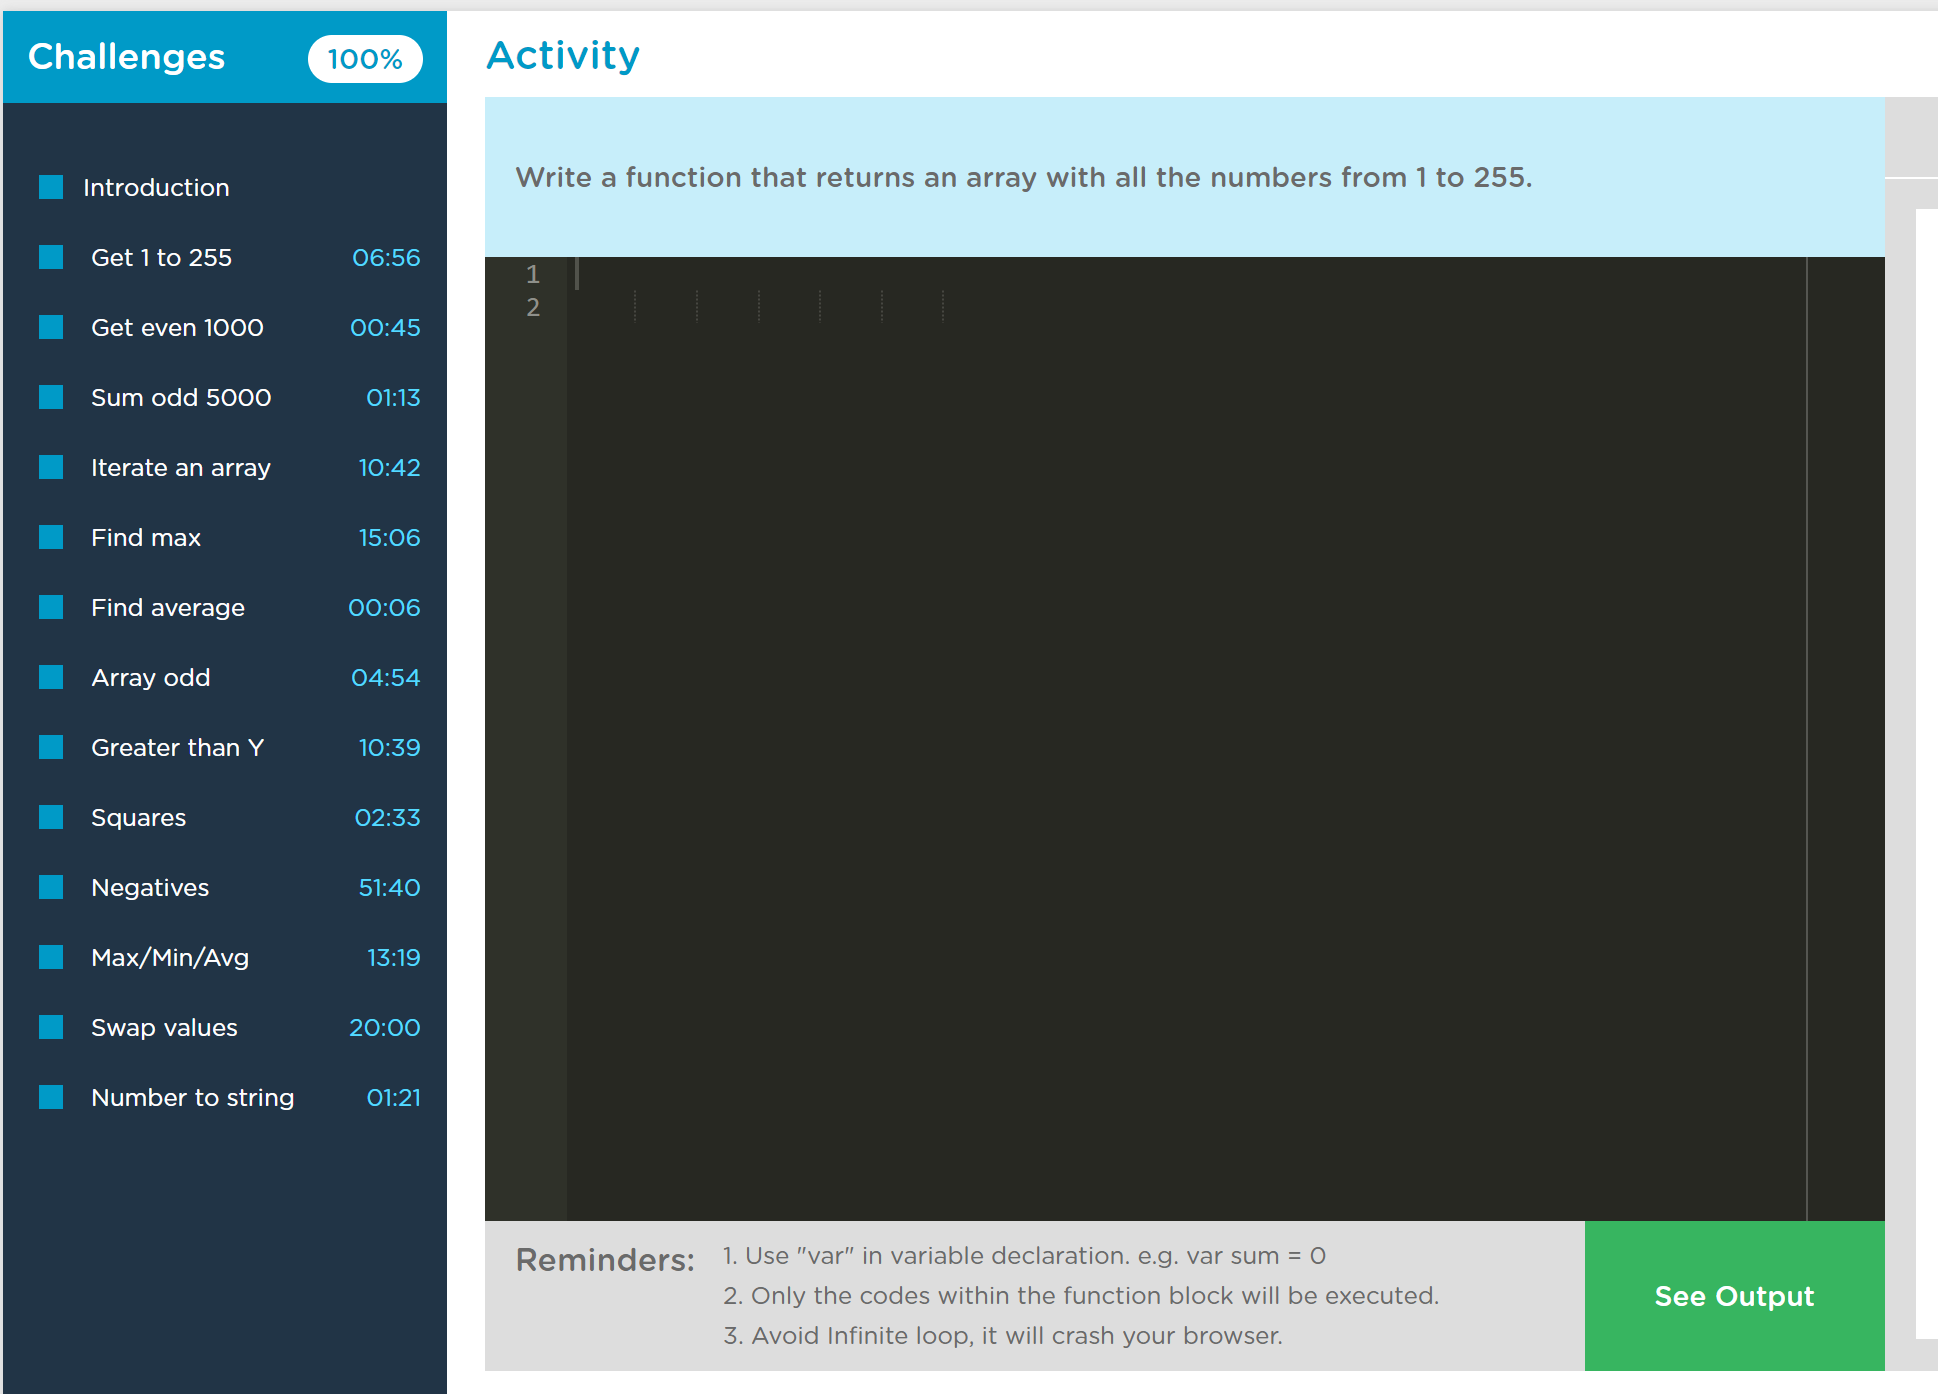 Challenges 100%
Introduction
Get 1 to 255 06:56
Get even 1000 00:45
Sum odd 5000 01:13
Iterate an array 10:42
Find max 15:06
Find average 00:06
Array odd 04:54
Greater than Y 10:39
Squares 02:33
Negatives 51:40
Max/Min/Avg 13:19
Swap values 20:00
Number to string 01:21
Activity
Write a function that returns an array with all the numbers from 1 to 255.
1
2
Reminders:
1. Use "var" in variable declaration. e.g. var sum = 0
2. Only the codes within the function block will be executed.
3. Avoid Infinite loop, it will crash your browser.
See Output